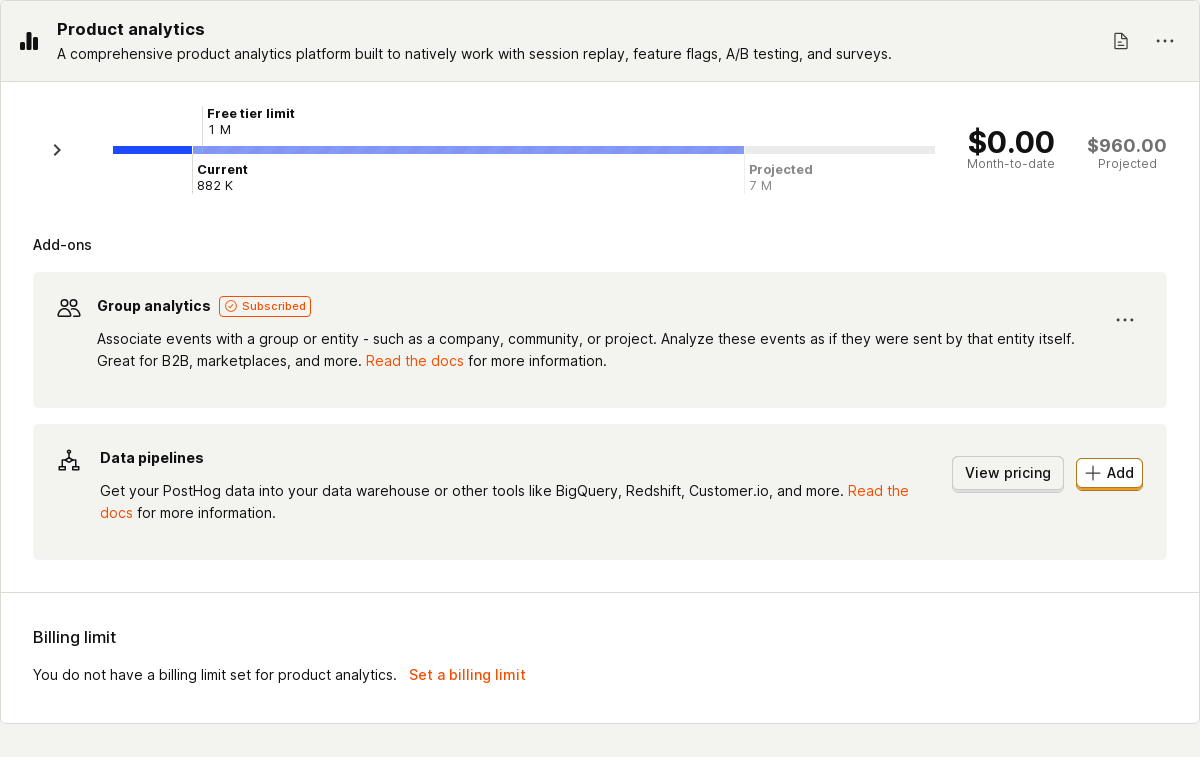 Product analytics
A comprehensive product analytics platform built to natively work with session replay, feature flags, A/B testing, and surveys.
Free tier limit
1 M
Current
882 K
Projected
7 M
$0.00
Month-to-date
$960.00
Projected
Add-ons
Group analytics Subscribed
Associate events with a group or entity - such as a company, community, or project. Analyze these events as if they were sent by that entity itself.
Great for B2B, marketplaces, and more. Read the docs for more information.
Data pipelines
Get your PostHog data into your data warehouse or other tools like BigQuery, Redshift, Customer.io, and more. Read the
docs for more information.
View pricing
Add
Billing limit
You do not have a billing limit set for product analytics. Set a billing limit